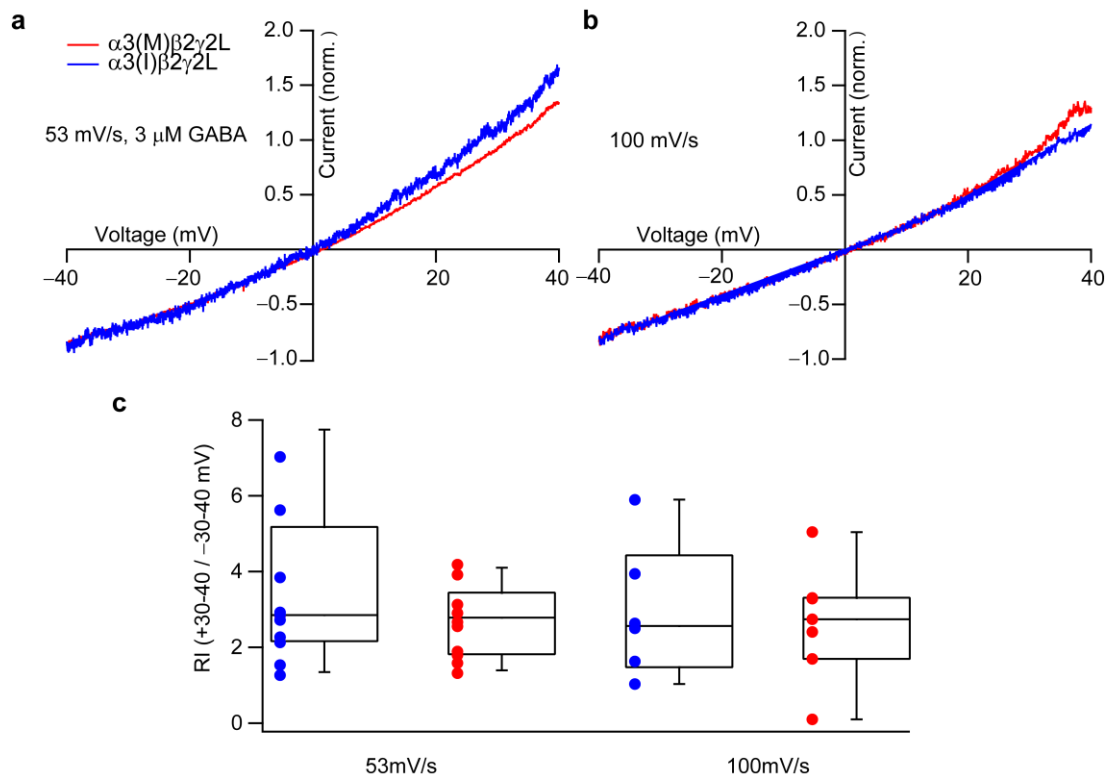 a
α3(M)β2γ2L
α3(I)β2γ2L
53 mV/s, 3 μM GABA
2.0
1.5
1.0
0.5
−0.5
−1.0
Current (norm.)
Voltage (mV)
−40
−20
20
40
b
100 mV/s
2.0
1.5
1.0
0.5
−0.5
−1.0
Current (norm.)
Voltage (mV)
−40
−20
20
40
c
RI (+30-40 / −30-40 mV)
8
6
4
2
0
53mV/s
100mV/s